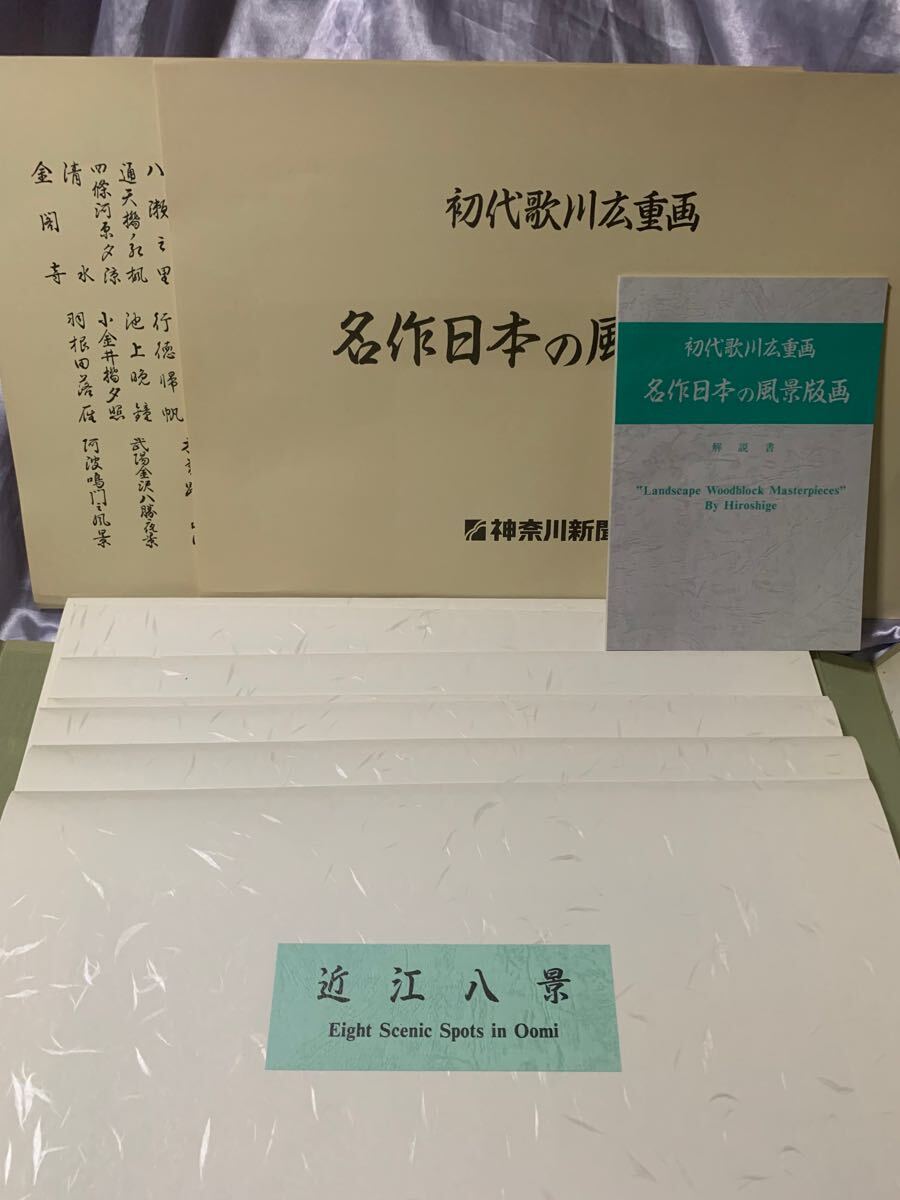 八瀬之里
通天橋ノ紅楓
四條河原夕涼
清水
金閣寺
行徳帰帆
池上晩鐘
小金井橋夕照
羽根田落雁
武陽金沢八勝夜景
阿波鳴門之風景
初代歌川広重画
名作日本の風
神奈川新聞
初代歌川広重画
名作日本の風景版画
解説書
"Landscape Woodblock Masterpieces"
By Hiroshige
近江八景
Eight Scenic Spots in Oomi